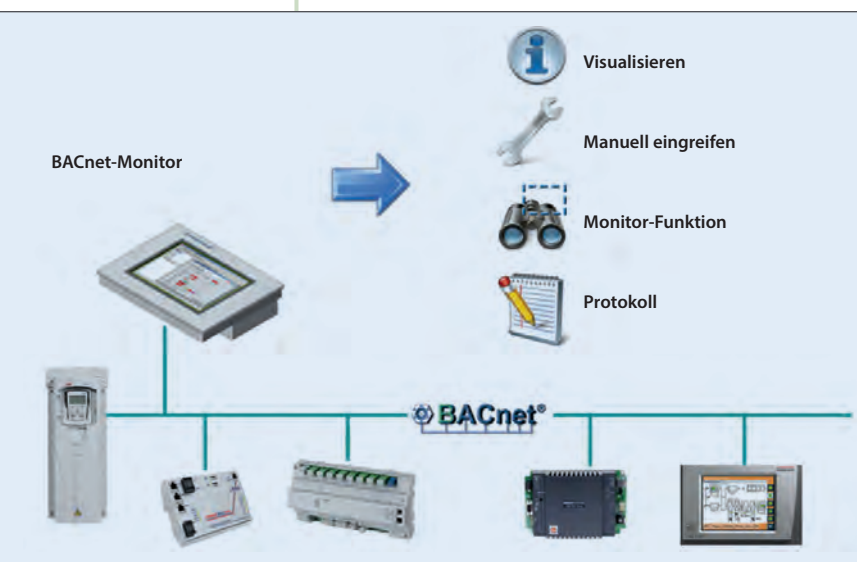 Visualisieren
Manuell eingreifen
BACnet-Monitor
Monitor-Funktion
Protokoll
BACnet®